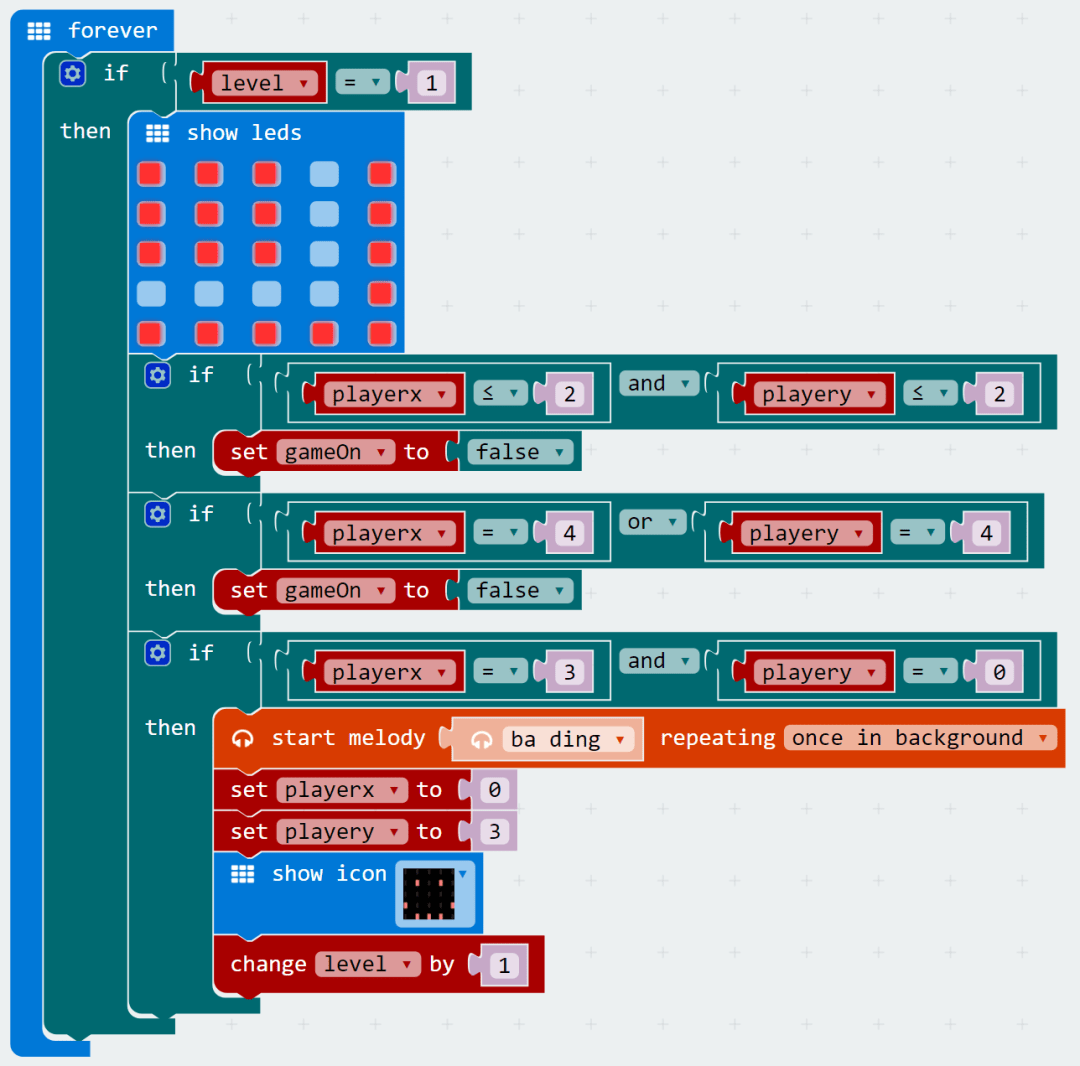 forever
if level = 1
then show leds
if playerx ≤ 2 and playery ≤ 2
then set gameOn to false
if playerx = 4 or playery = 4
then set gameOn to false
if playerx = 3 and playery = 0
then start melody ba ding repeating once in background
set playerx to 0
set playery to 3
show icon
change level by 1